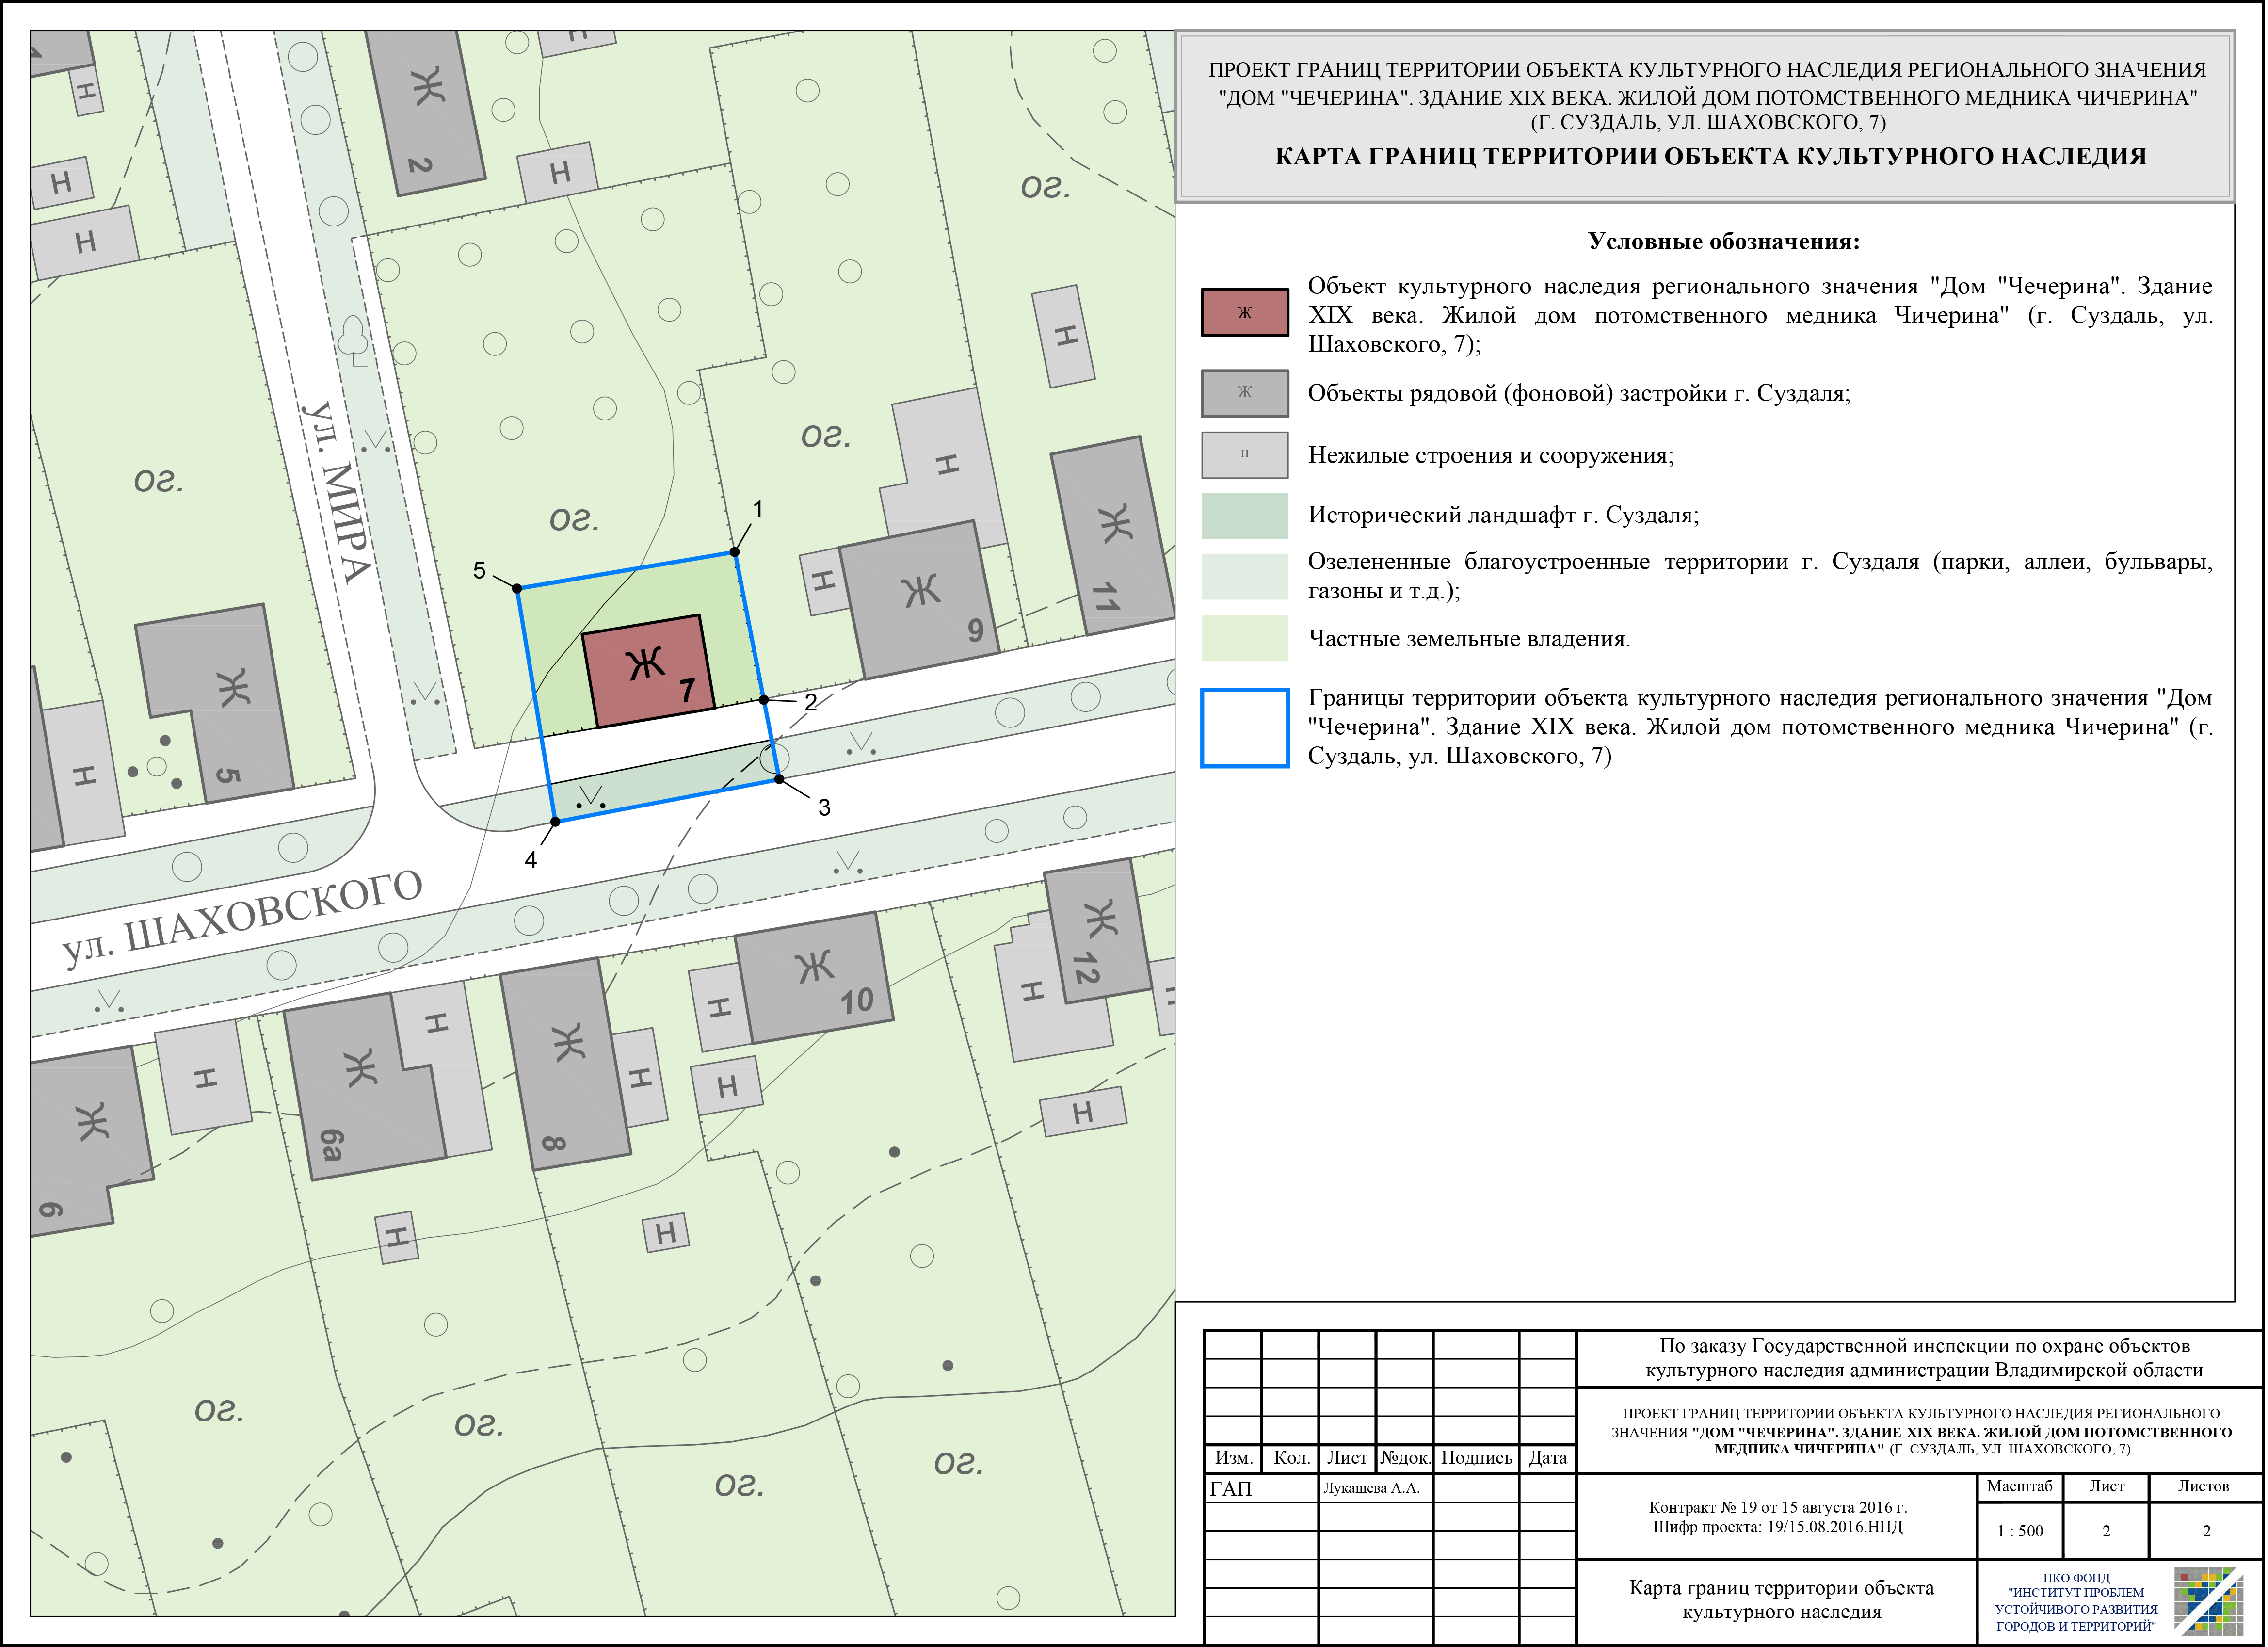 ПРОЕКТ ГРАНИЦ ТЕРРИТОРИИ ОБЪЕКТА КУЛЬТУРНОГО НАСЛЕДИЯ РЕГИОНАЛЬНОГО ЗНАЧЕНИЯ
"ДОМ "ЧЕЧЕРИНА". ЗДАНИЕ XIX ВЕКА. ЖИЛОЙ ДОМ ПОТОМСТВЕННОГО МЕДНИКА ЧИЧЕРИНА"
(Г. СУЗДАЛЬ, УЛ. ШАХОВСКОГО, 7)
КАРТА ГРАНИЦ ТЕРРИТОРИИ ОБЪЕКТА КУЛЬТУРНОГО НАСЛЕДИЯ
Условные обозначения:
Ж
Объект культурного наследия регионального значения "Дом "Чечерина". Здание
XIX века. Жилой дом потомственного медника Чичерина" (г. Суздаль, ул.
Шаховского, 7);
Ж
Объекты рядовой (фоновой) застройки г. Суздаля;
н
Нежилые строения и сооружения;
Исторический ландшафт г. Суздаля;
Озелененные благоустроенные территории г. Суздаля (парки, аллеи, бульвары,
газоны и т.д.);
Частные земельные владения.
Границы территории объекта культурного наследия регионального значения "Дом
"Чечерина". Здание XIX века. Жилой дом потомственного медника Чичерина" (г.
Суздаль, ул. Шаховского, 7)
Н
Ж
2
Н
Н
Н
Н
ог.
Н
ул. МИРА
ог.
ог.
ог.
Н
Ж
11
1
5
Н
Ж
9
Ж
7
2
3
4
Ж
5
Н
ул. ШАХОВСКОГО
Ж
12
Н
Н
Ж
10
Н
Н
Н
Ж
8
Н
Н
Ж
6а
Н
Н
Ж
6
Н
Н
ог.
ог.
ог.
ог.
По заказу Государственной инспекции по охране объектов
культурного наследия администрации Владимирской области
ПРОЕКТ ГРАНИЦ ТЕРРИТОРИИ ОБЪЕКТА КУЛЬТУРНОГО НАСЛЕДИЯ РЕГИОНАЛЬНОГО
ЗНАЧЕНИЯ "ДОМ "ЧЕЧЕРИНА". ЗДАНИЕ XIX ВЕКА. ЖИЛОЙ ДОМ ПОТОМСТВЕННОГО
МЕДНИКА ЧИЧЕРИНА" (Г. СУЗДАЛЬ, УЛ. ШАХОВСКОГО, 7)
Изм. Кол. Лист №док. Подпись Дата
ГАП Лукашева А.А.
Контракт № 19 от 15 августа 2016 г.
Шифр проекта: 19/15.08.2016.НПД
Масштаб Лист Листов
1 : 500 2 2
Карта границ территории объекта
культурного наследия
НКО ФОНД
"ИНСТИТУТ ПРОБЛЕМ
УСТОЙЧИВОГО РАЗВИТИЯ
ГОРОДОВ И ТЕРРИТОРИЙ"